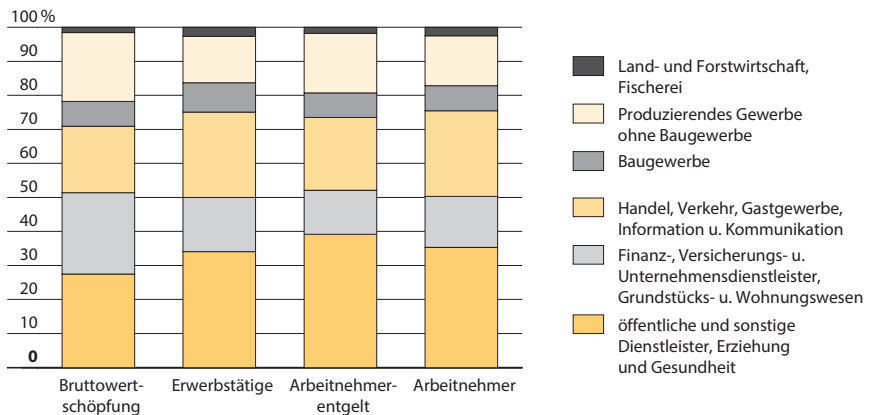 100 %
90
80
70
60
50
40
30
20
10
0
Bruttowert-
schöpfung
Erwerbstätige
Arbeitnehmer-
entgelt
Arbeitnehmer
Land- und Forstwirtschaft,
Fischerei
Produzierendes Gewerbe
ohne Baugewerbe
Baugewerbe
Handel, Verkehr, Gastgewerbe,
Information u. Kommunikation
Finanz-, Versicherungs- u.
Unternehmensdienstleister,
Grundstücks- u. Wohnungswesen
öffentliche und sonstige
Dienstleister, Erziehung
und Gesundheit